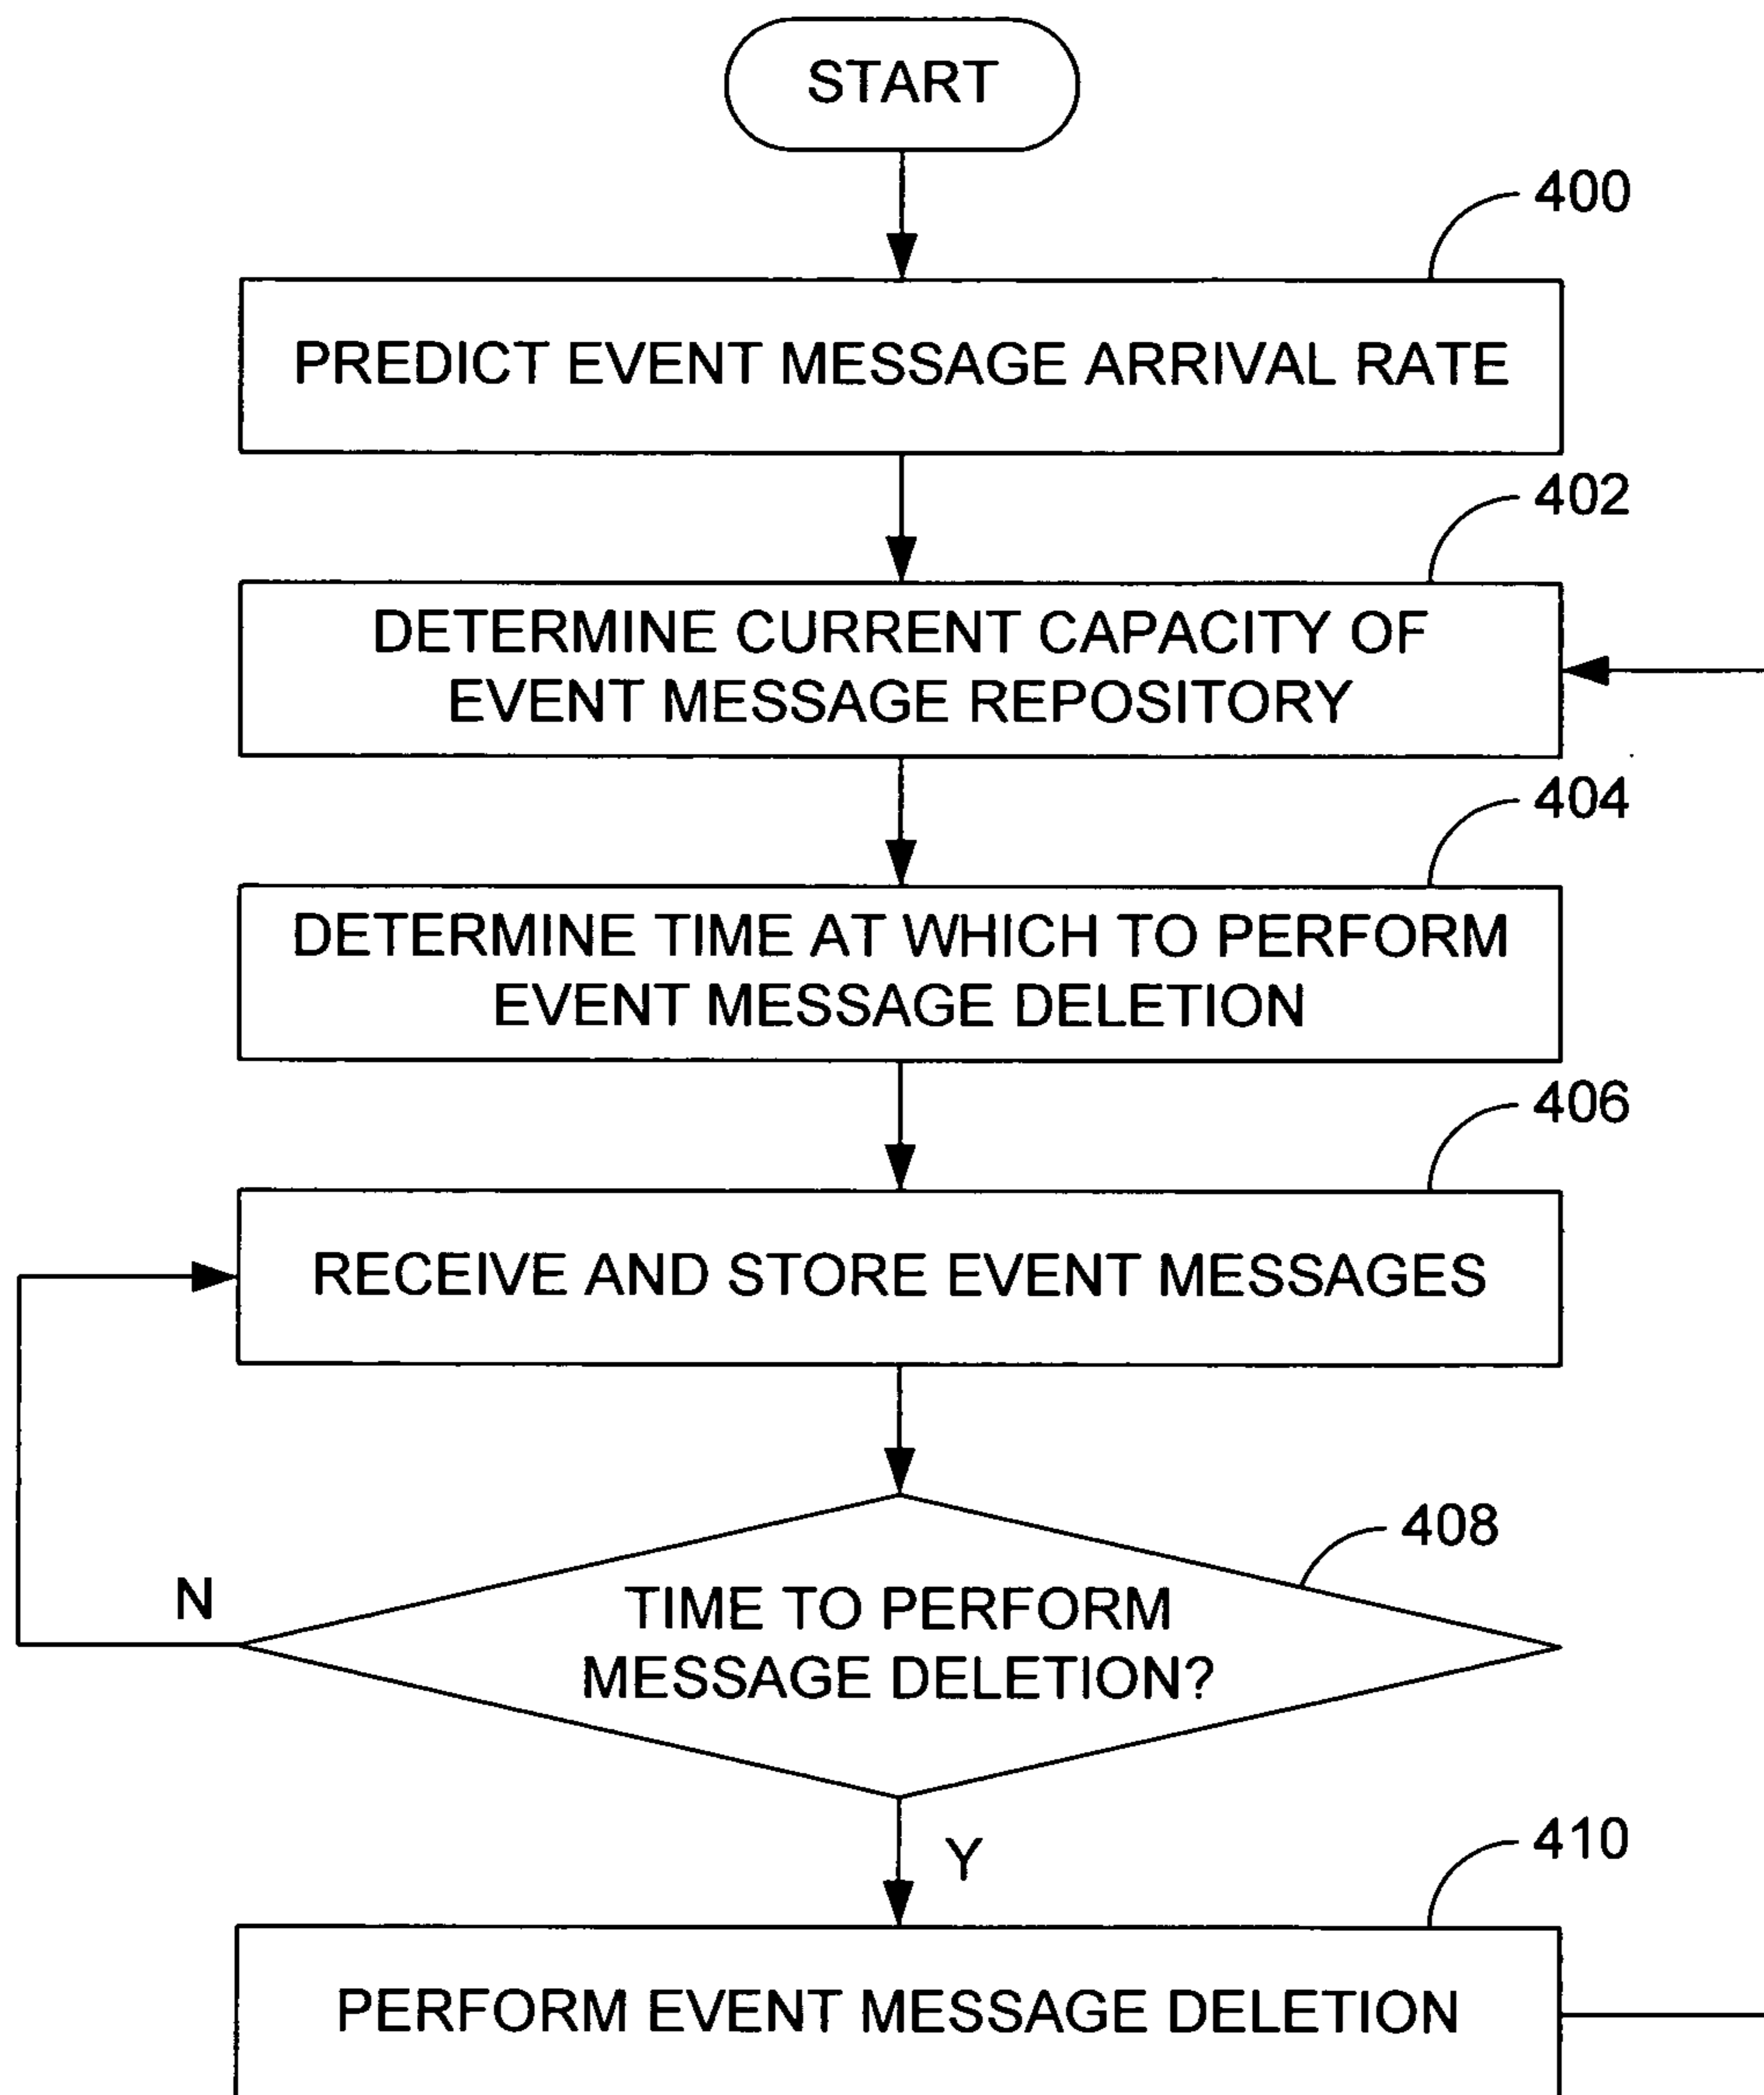 START
400
PREDICT EVENT MESSAGE ARRIVAL RATE
402
DETERMINE CURRENT CAPACITY OF
EVENT MESSAGE REPOSITORY
404
DETERMINE TIME AT WHICH TO PERFORM
EVENT MESSAGE DELETION
406
RECEIVE AND STORE EVENT MESSAGES
408
N
TIME TO PERFORM
MESSAGE DELETION?
Y
410
PERFORM EVENT MESSAGE DELETION